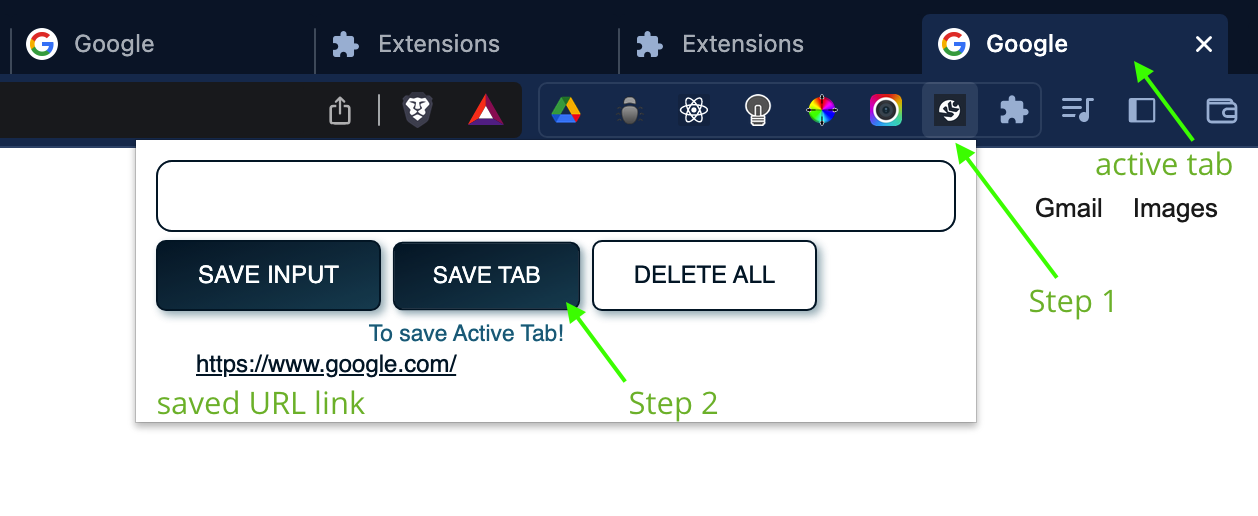 Google Extensions Extensions Google
active tab
Gmail Images
SAVE INPUT SAVE TAB DELETE ALL
Step 1
To save Active Tab!
https://www.google.com/
saved URL link Step 2